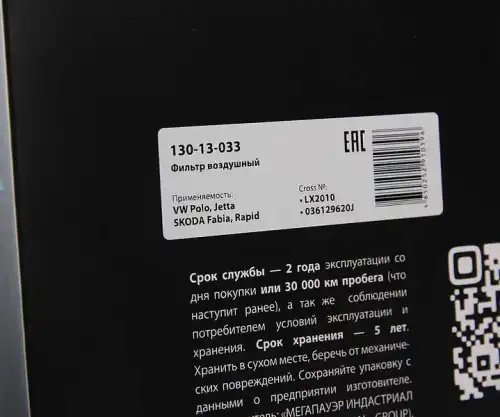 130-13-033
Фильтр воздушный
EAC
Применяемость:
VW Polo, Jetta
SKODA Fabia, Rapid
Cross №:
• LX2010
• 036129620J
Срок службы — 2 года эксплуатации со
дня покупки или 30 000 км пробега (что
наступит ранее), а так же соблюдении
потребителем условий эксплуатации и
хранения. Срок хранения — 5 лет.
Хранить в сухом месте, беречь от механиче-
ских повреждений. Сохраняйте упаковку с
данными о предприятии изготовителе.
«МЕГАПАУЭР ИНДАСТРИАЛ
GROUP),